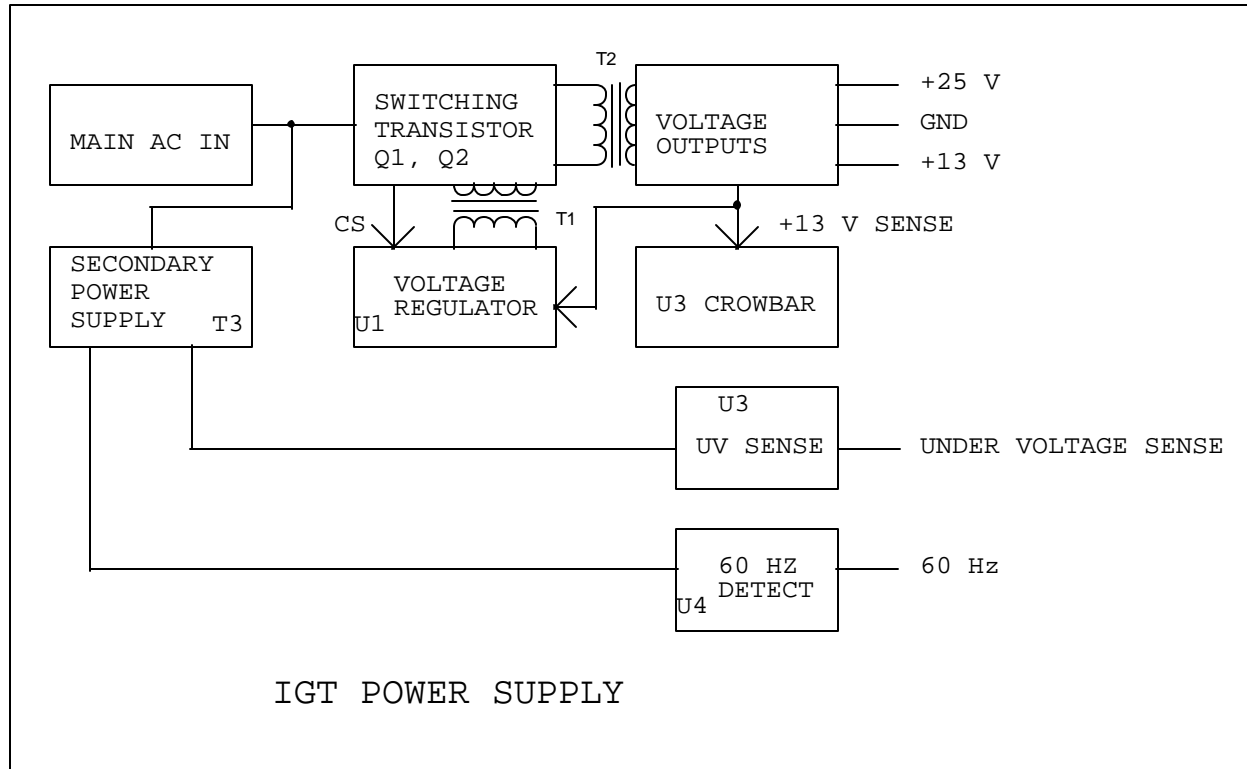 T2
+25 V
SWITCHING
TRANSISTOR
Q1, Q2
VOLTAGE
OUTPUTS
GND
MAIN AC IN
+13 V
CS
T1
+13 V SENSE
SECONDARY
POWER
SUPPLY
T3
VOLTAGE
REGULATOR
U1
U3 CROWBAR
U3
UV SENSE
UNDER VOLTAGE SENSE
60 HZ
DETECT
U4
60 Hz
IGT POWER SUPPLY